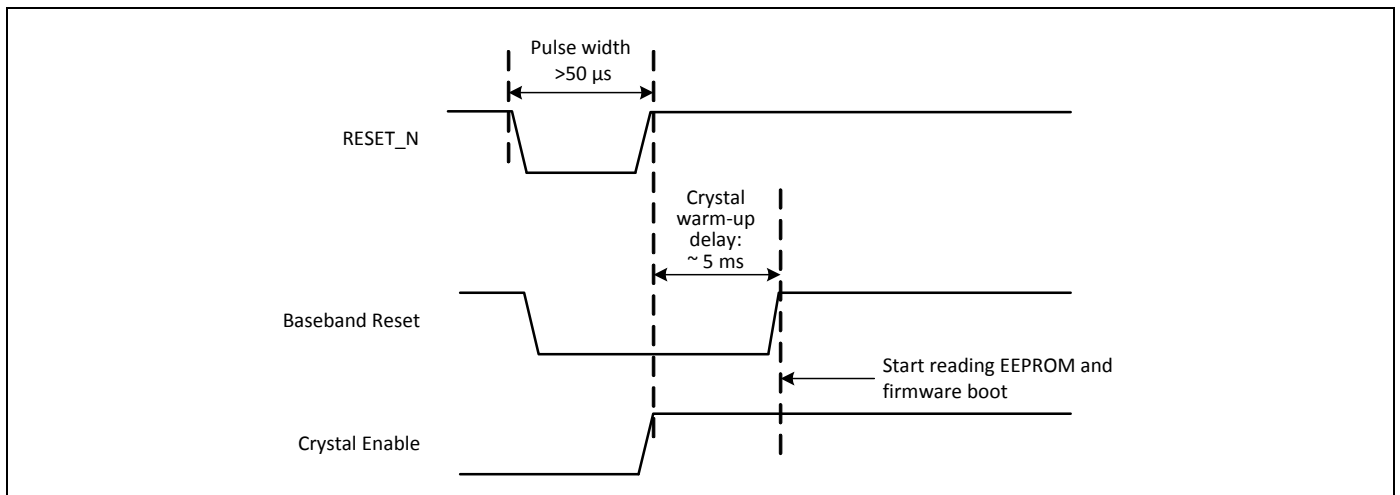 Pulse width
>50 µs
RESET_N
Crystal
warm-up
delay:
~ 5 ms
Baseband Reset
Start reading EEPROM and
firmware boot
Crystal Enable